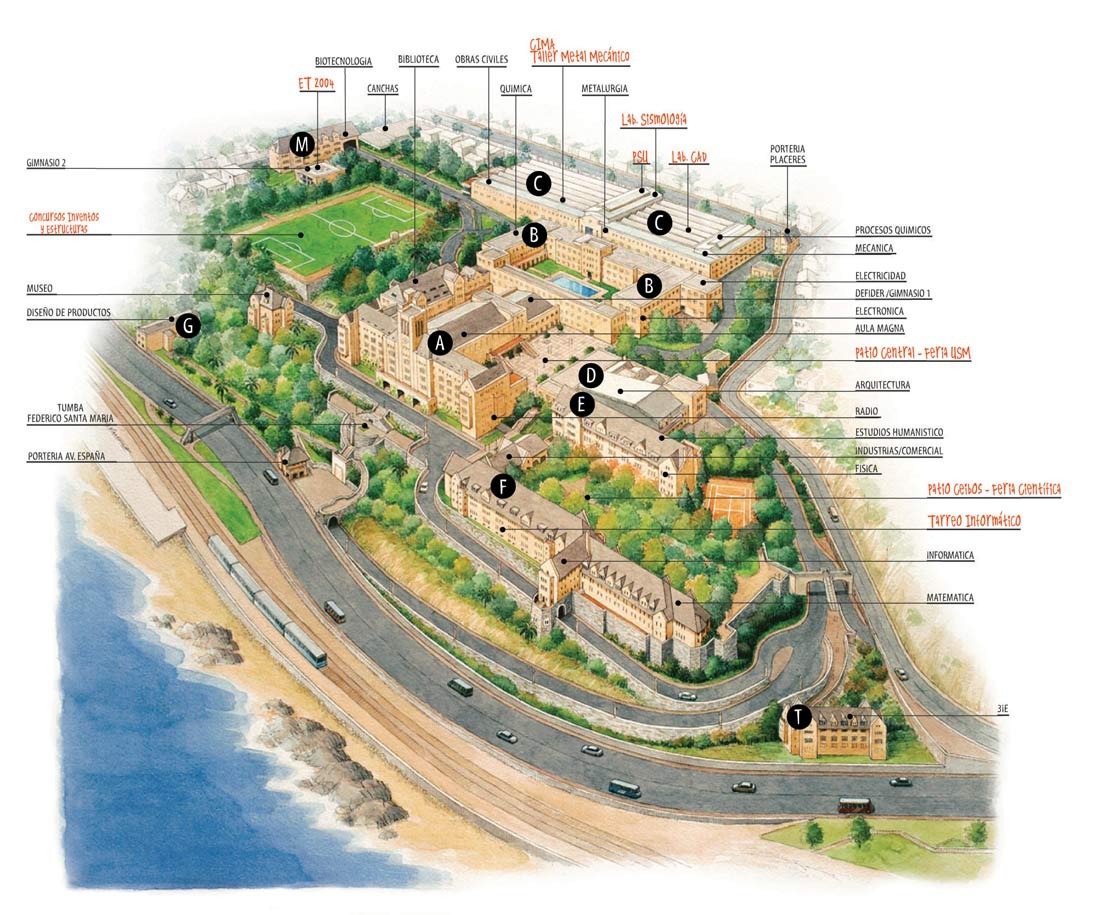 CIMA
Taller Metal Mecánico
BIOTECNOLOGIA
BIBLIOTECA
OBRAS CIVILES
ET 2004
CANCHAS
QUIMICA
METALURGIA
Lab. Sismología
PSU
Lab. CAD
PORTERIA
PLACERES
GIMNASIO 2
Concursos Inventos
y Estructuras
MUSEO
DISEÑO DE PRODUCTOS
TUMBA
FEDERICO SANTA MARIA
PORTERIA AV. ESPAÑA
M
C
C
B
B
G
A
D
E
F
T
PROCESOS QUIMICOS
MECANICA
ELECTRICIDAD
DEFIDER /GIMNASIO 1
ELECTRONICA
AULA MAGNA
Patio Central - Feria USM
ARQUITECTURA
RADIO
ESTUDIOS HUMANISTICO
INDUSTRIAS/COMERCIAL
FISICA
Patio Ceibos - Feria Científica
Tarreo Informático
INFORMATICA
MATEMATICA
3iE